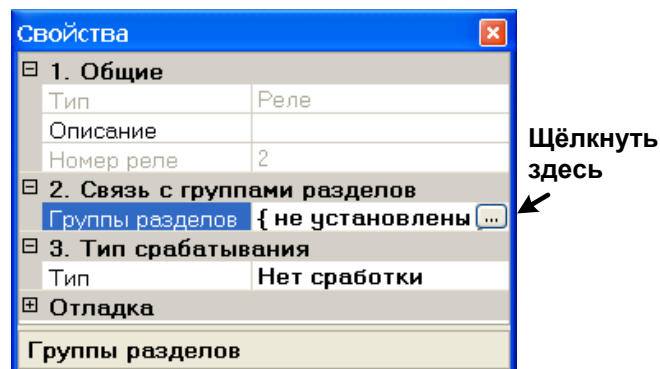 Свойства
1. Общие
Тип Реле
Описание
Номер реле 2
Щёлкнуть
здесь
2. Связь с группами разделов
Группы разделов { не установлены ...
3. Тип срабатывания
Тип Нет сработки
Отладка
Группы разделов